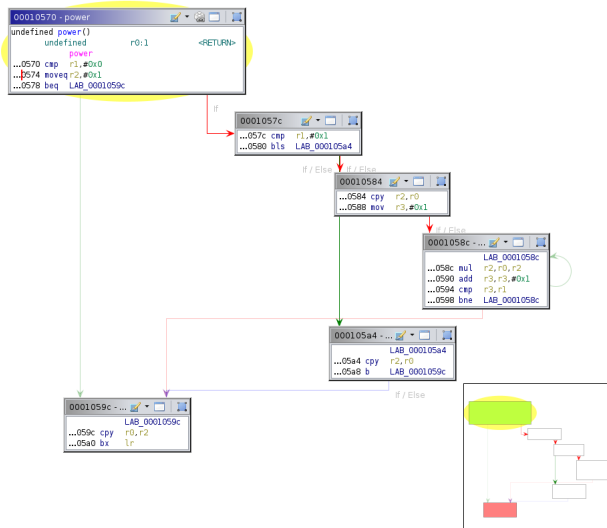 00010570 - power
undefined power()
undefined r0:1 <RETURN>
power
...0570 cmp r1,#0x0
...0574 moveq r2,#0x1
...0578 beq LAB_0001059c
If
0001057c
...057c cmp r1,#0x1
...0580 bls LAB_000105a4
If / Else
If / Else
00010584
...0584 cpy r2,r0
...0588 mov r3,#0x1
If / Else
0001058c - ...
LAB_0001058c
...058c mul r2,r0,r2
...0590 add r3,r3,#0x1
...0594 cmp r3,r1
...0598 bne LAB_0001058c
000105a4 - ...
LAB_000105a4
...05a4 cpy r2,r0
...05a8 b LAB_0001059c
If / Else
0001059c - ...
LAB_0001059c
...059c cpy r0,r2
...05a0 bx lr